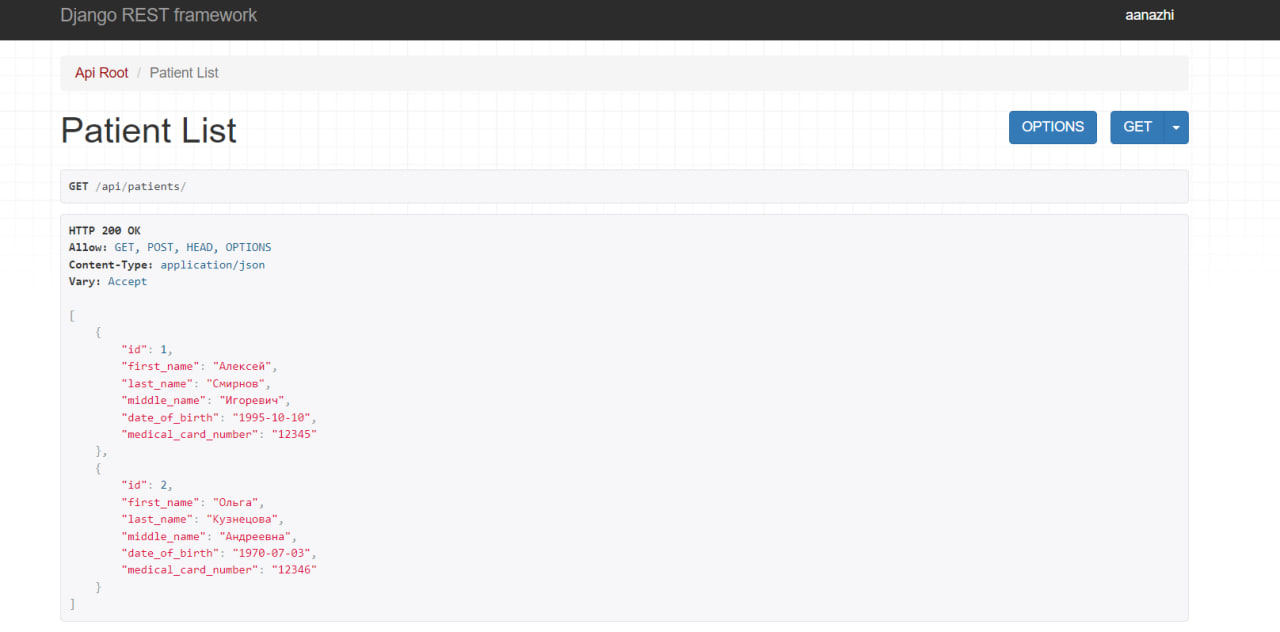 Django REST framework
aanazhi
Api Root / Patient List
Patient List
OPTIONS
GET
GET /api/patients/
HTTP 200 OK
Allow: GET, POST, HEAD, OPTIONS
Content-Type: application/json
Vary: Accept
[
    {
        "id": 1,
        "first_name": "Алексей",
        "last_name": "Смирнов",
        "middle_name": "Игоревич",
        "date_of_birth": "1995-10-10",
        "medical_card_number": "12345"
    },
    {
        "id": 2,
        "first_name": "Ольга",
        "last_name": "Кузнецова",
        "middle_name": "Андреевна",
        "date_of_birth": "1970-07-03",
        "medical_card_number": "12346"
    }
]